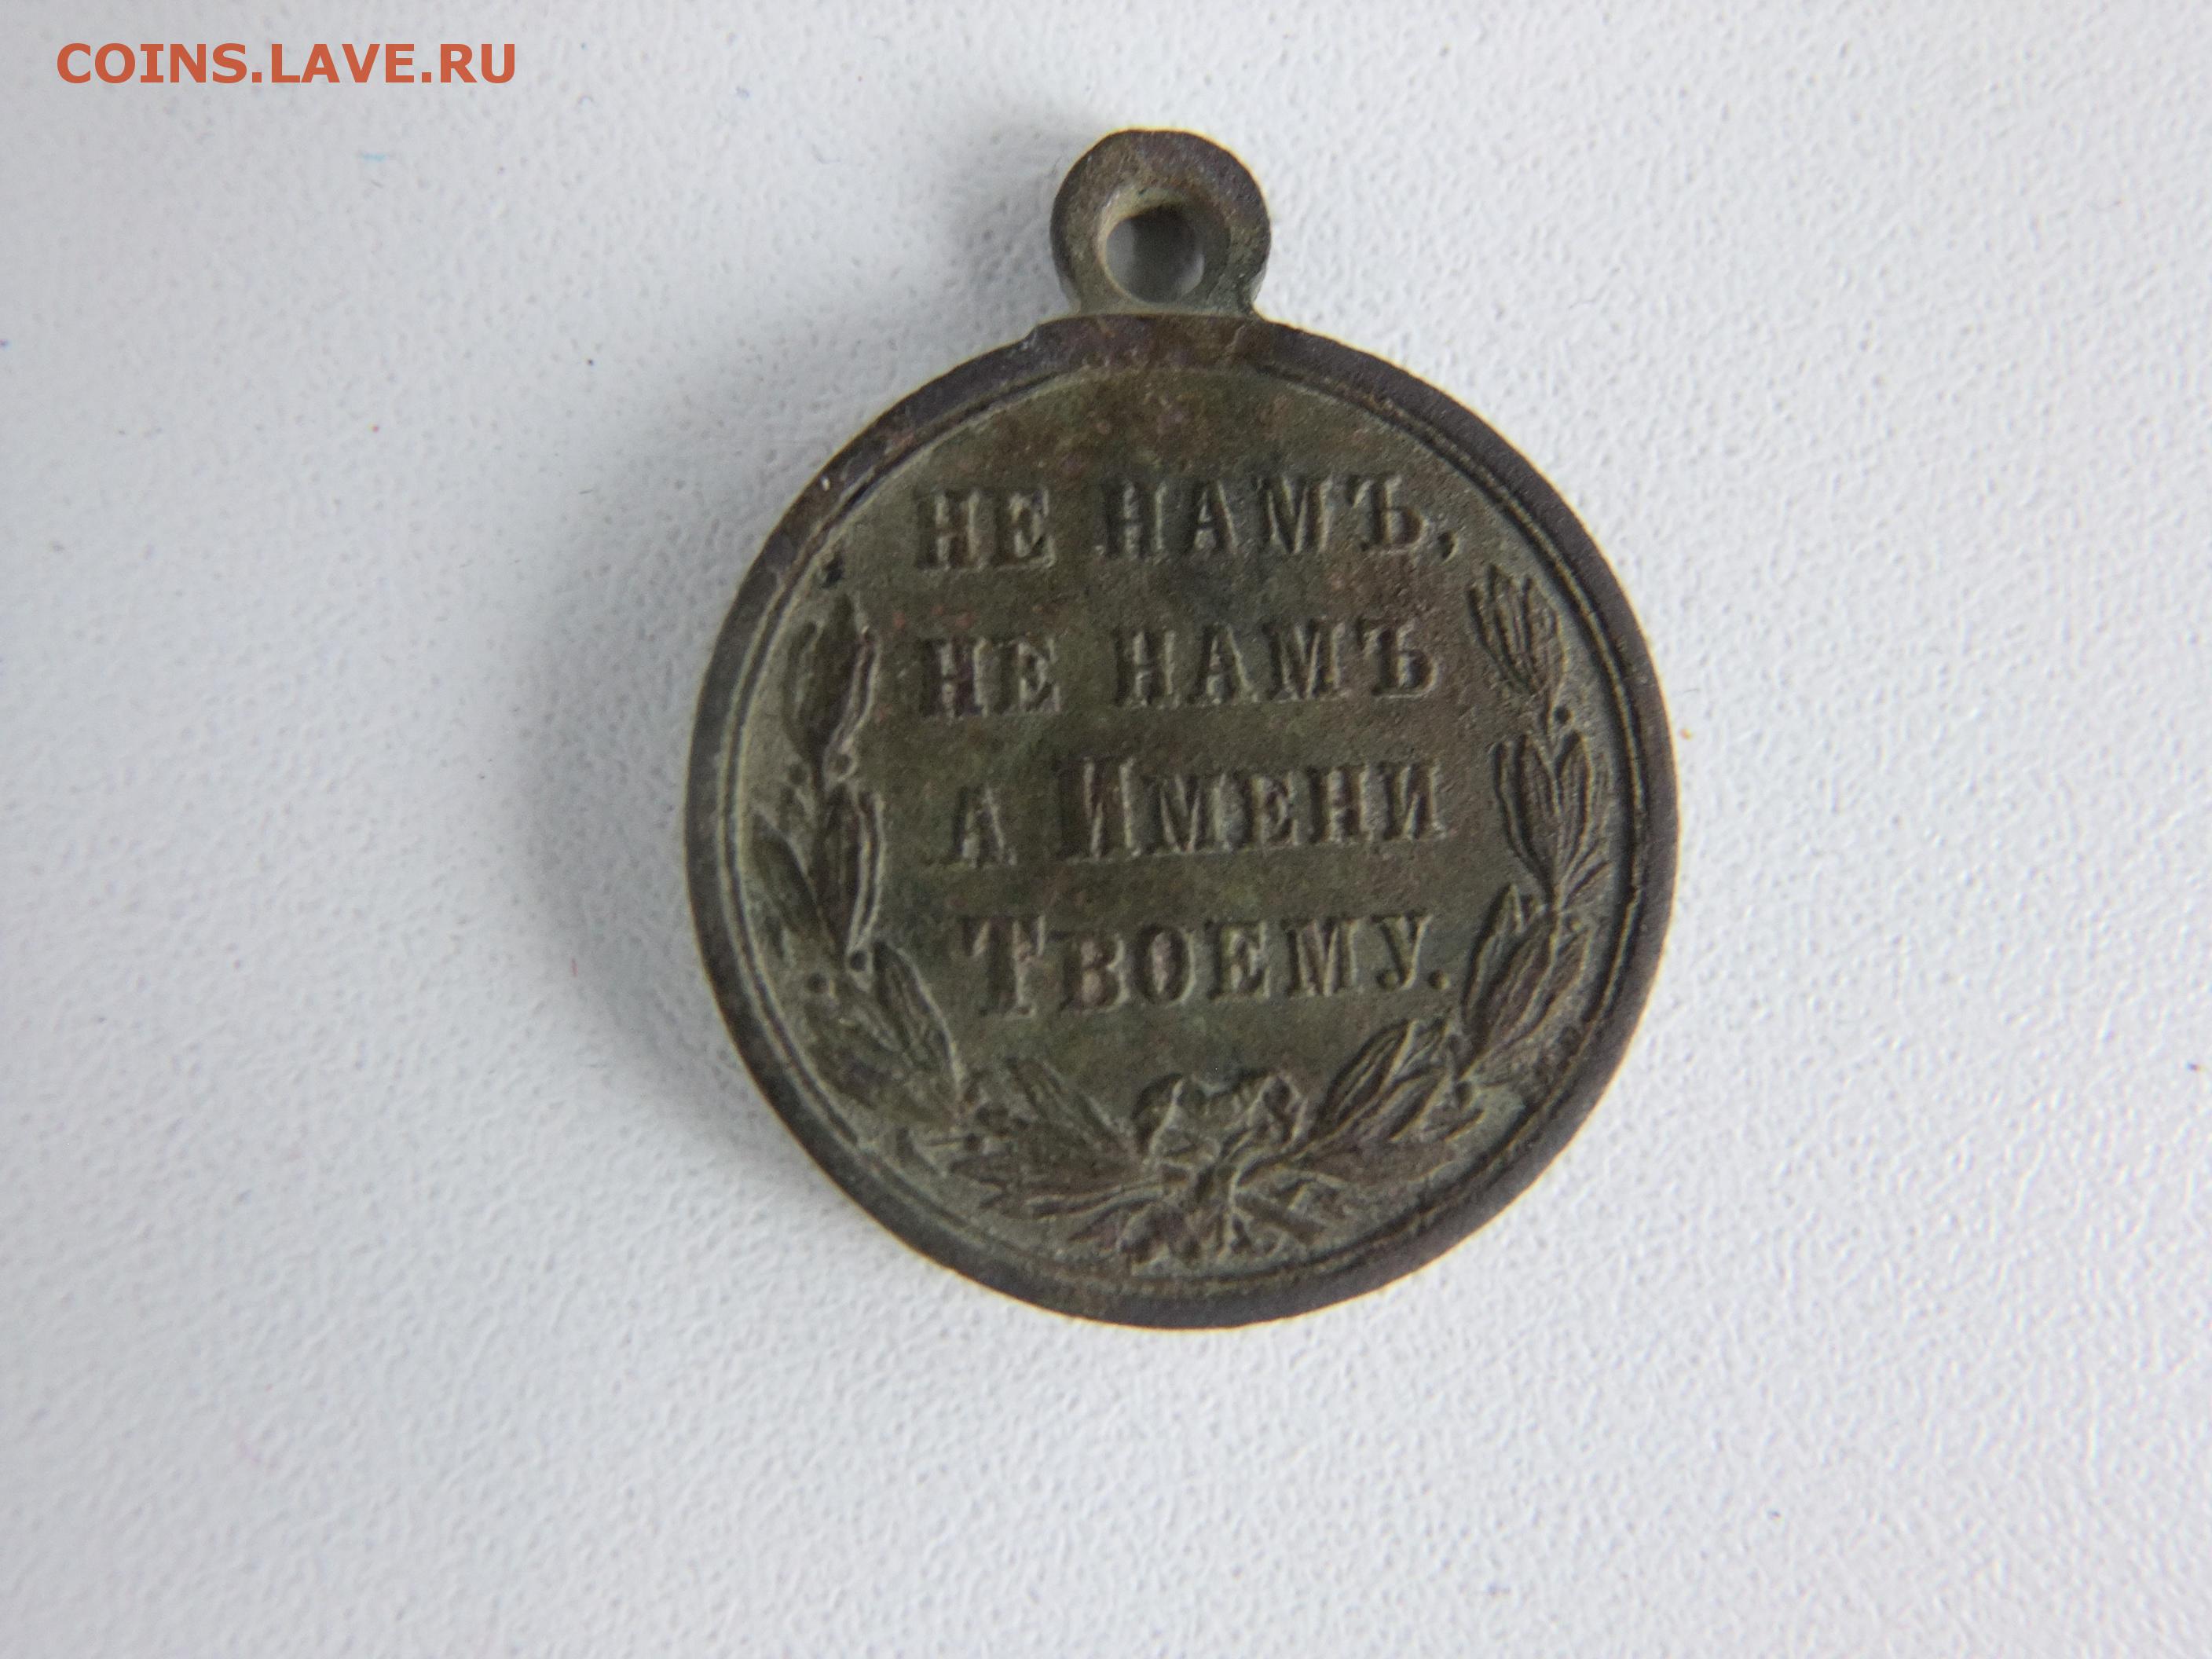 COINS.LAVE.RU
НЕ НАМЪ,
НЕ НАМЪ
А ИМЕНИ
ТВОЕМУ.